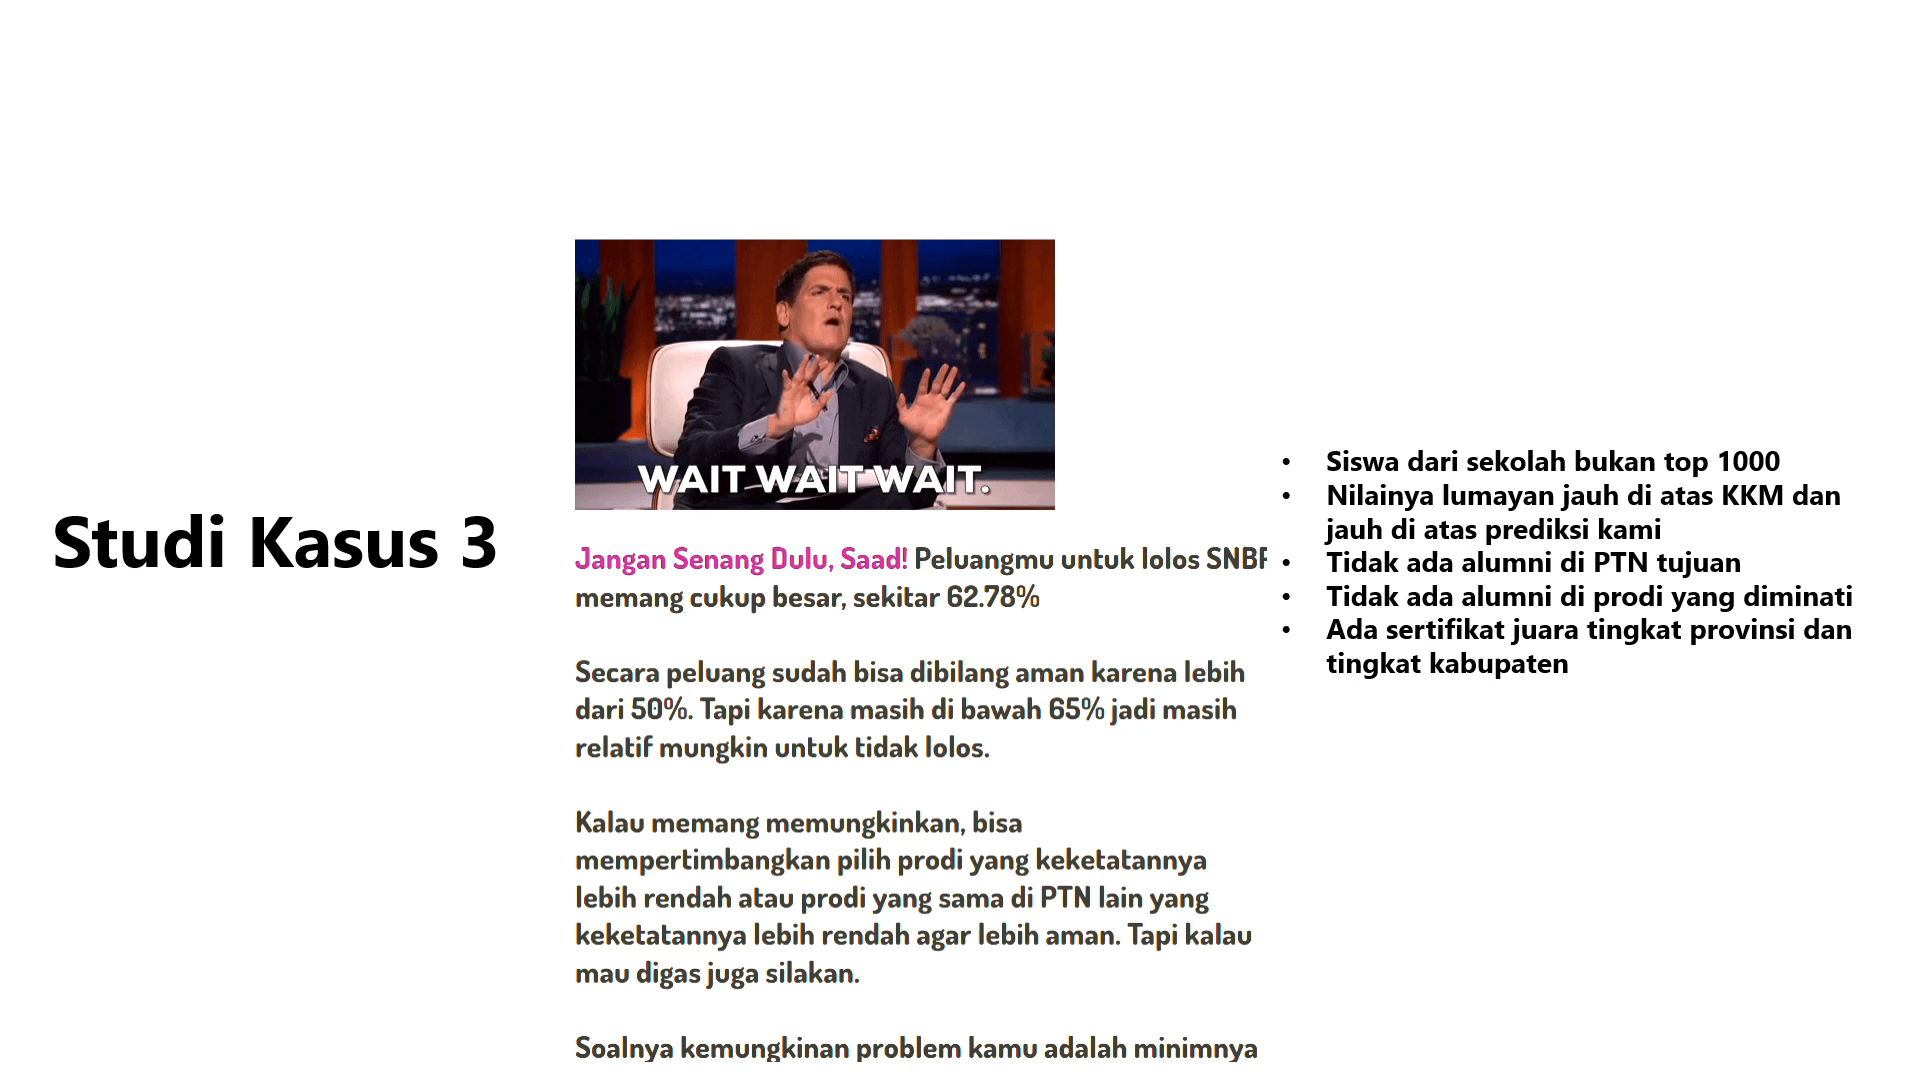 Studi Kasus 3
WAIT WAIT WAIT.
Jangan Senang Dulu, Saad! Peluangmu untuk lolos SNBP
memang cukup besar, sekitar 62.78%
Secara peluang sudah bisa dibilang aman karena lebih
dari 50%. Tapi karena masih di bawah 65% jadi masih
relatif mungkin untuk tidak lolos.
Kalau memang memungkinkan, bisa
mempertimbangkan pilih prodi yang keketatannya
lebih rendah atau prodi yang sama di PTN lain yang
keketatannya lebih rendah agar lebih aman. Tapi kalau
mau digas juga silakan.
Soalnya kemungkinan problem kamu adalah minimnya
• Siswa dari sekolah bukan top 1000
• Nilainya lumayan jauh di atas KKM dan
jauh di atas prediksi kami
• Tidak ada alumni di PTN tujuan
• Tidak ada alumni di prodi yang diminati
• Ada sertifikat juara tingkat provinsi dan
tingkat kabupaten